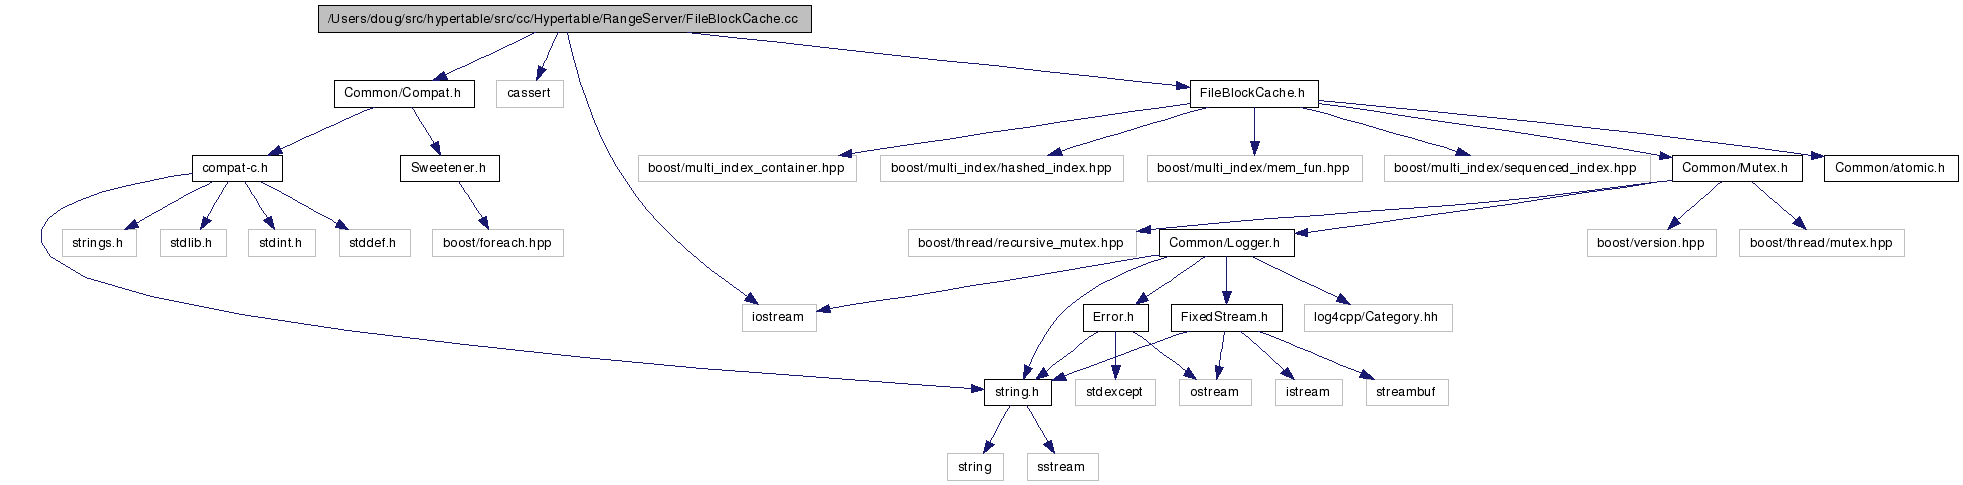 /Users/doug/src/hypertable/src/cc/Hypertable/RangeServer/FileBlockCache.cc
Common/Compat.h
cassert
FileBlockCache.h
compat-c.h
Sweetener.h
boost/multi_index_container.hpp
boost/multi_index/hashed_index.hpp
boost/multi_index/mem_fun.hpp
boost/multi_index/sequenced_index.hpp
Common/Mutex.h
Common/atomic.h
strings.h
stdlib.h
stdint.h
stddef.h
boost/foreach.hpp
boost/thread/recursive_mutex.hpp
Common/Logger.h
boost/version.hpp
boost/thread/mutex.hpp
iostream
Error.h
FixedStream.h
log4cpp/Category.hh
string.h
stdexcept
ostream
istream
streambuf
string
sstream